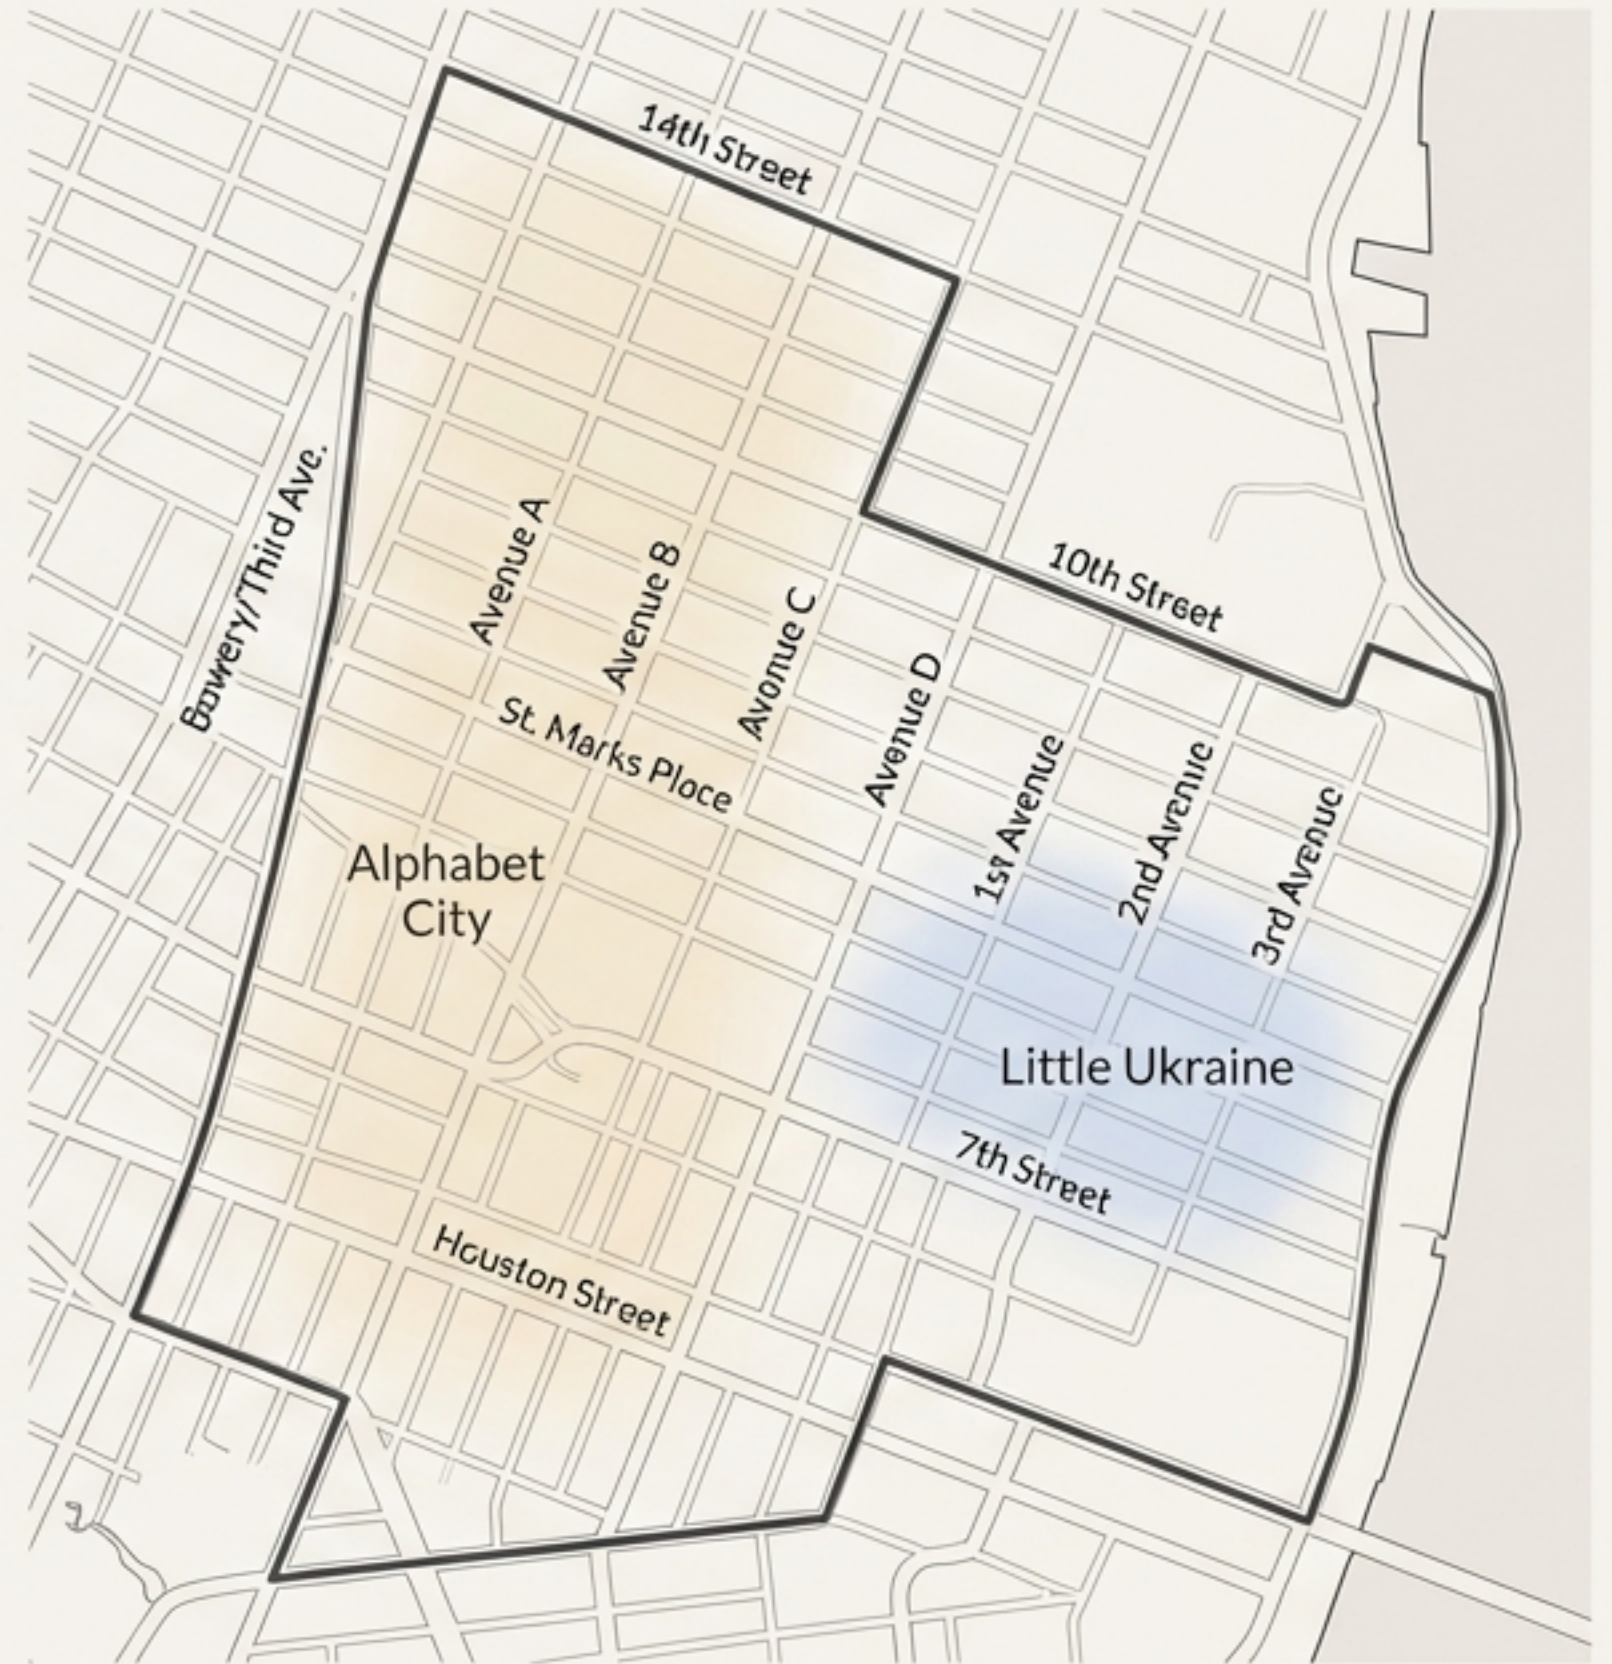 14th Street
10th Street
Bowery/Third Ave.
Avenue A
Avenue B
Avonue C
Avonue D
St. Marks Ploce
1st Avenue
2nd Avenue
3rd Avenue
Alphabet
City
Little Ukraine
7th Street
Houston Street